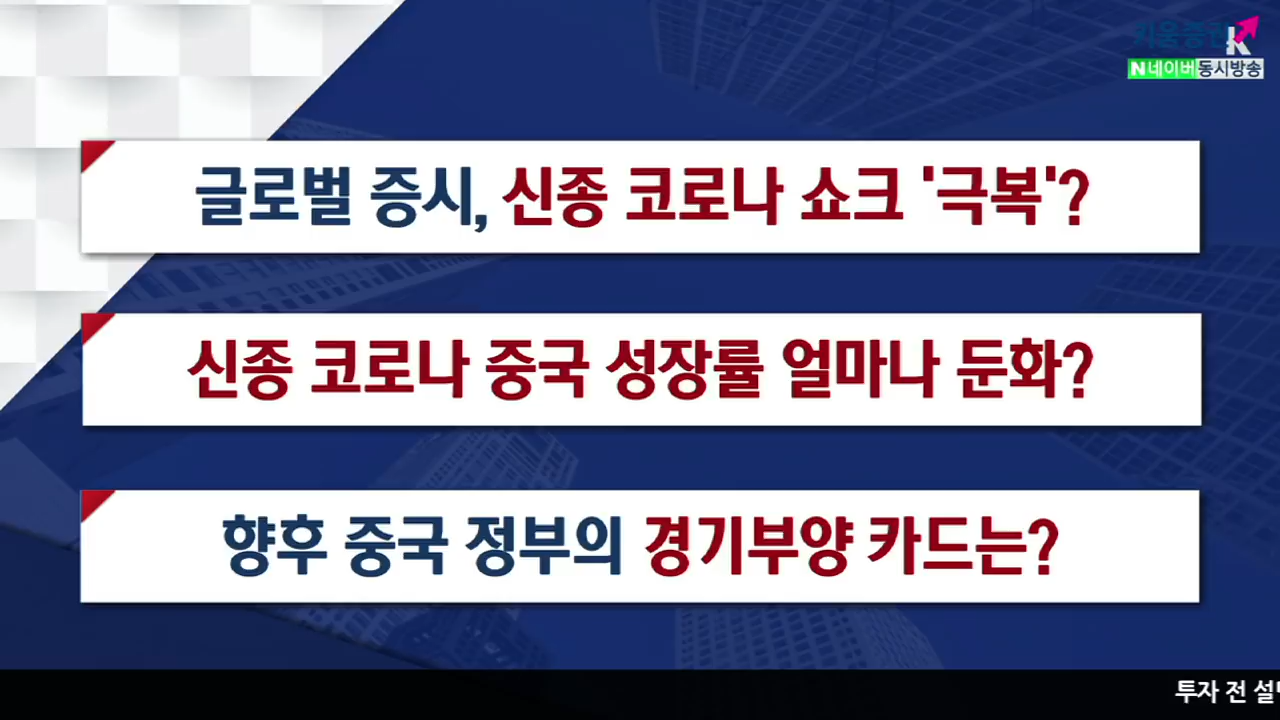 키움증권
N 네이버 동시방송
글로벌 증시, 신종 코로나 쇼크 '극복'?
신종 코로나 중국 성장률 얼마나 둔화?
향후 중국 정부의 경기부양 카드는?
투자 전